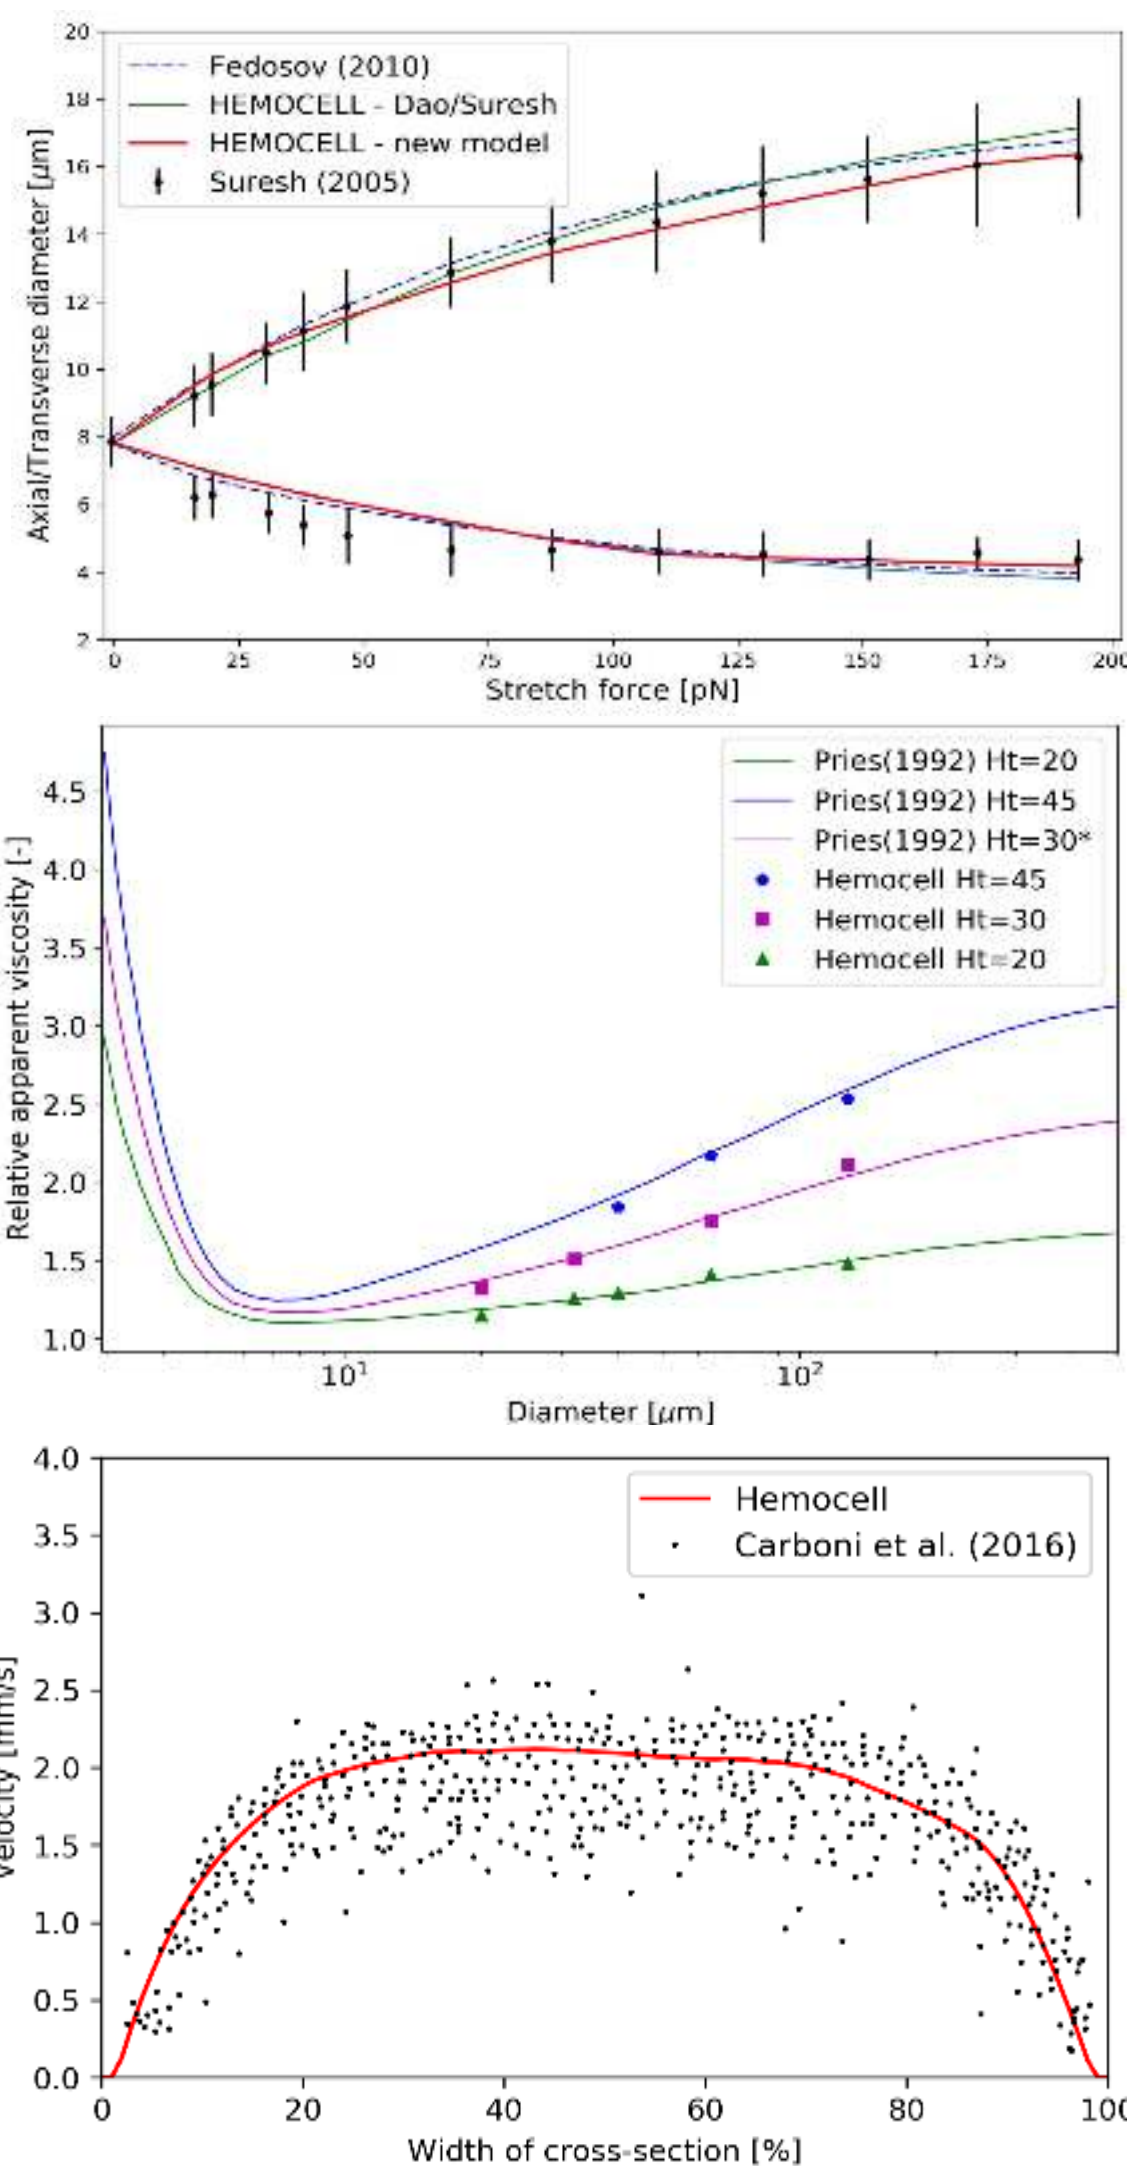 20
18
16
14
12
10
8
6
4
2
Axial/Transverse diameter [μm]
Fedosov (2010)
HEMOCELL - Dao/Suresh
HEMOCELL - new model
Suresh (2005)
0 25 50 75 100 125 150 175 200
Stretch force [pN]
4.5
4.0
3.5
3.0
2.5
2.0
1.5
1.0
Relative apparent viscosity [-]
Pries(1992) Ht=20
Pries(1992) Ht=45
Pries(1992) Ht=30*
Hemocell Ht=45
Hemocell Ht=30
Hemocell Ht=20
10¹ 10²
Diameter [μm]
4.0
3.5
3.0
2.5
2.0
1.5
1.0
0.5
0.0
Velocity [mm/s]
Hemocell
Carboni et al. (2016)
0 20 40 60 80 100
Width of cross-section [%]